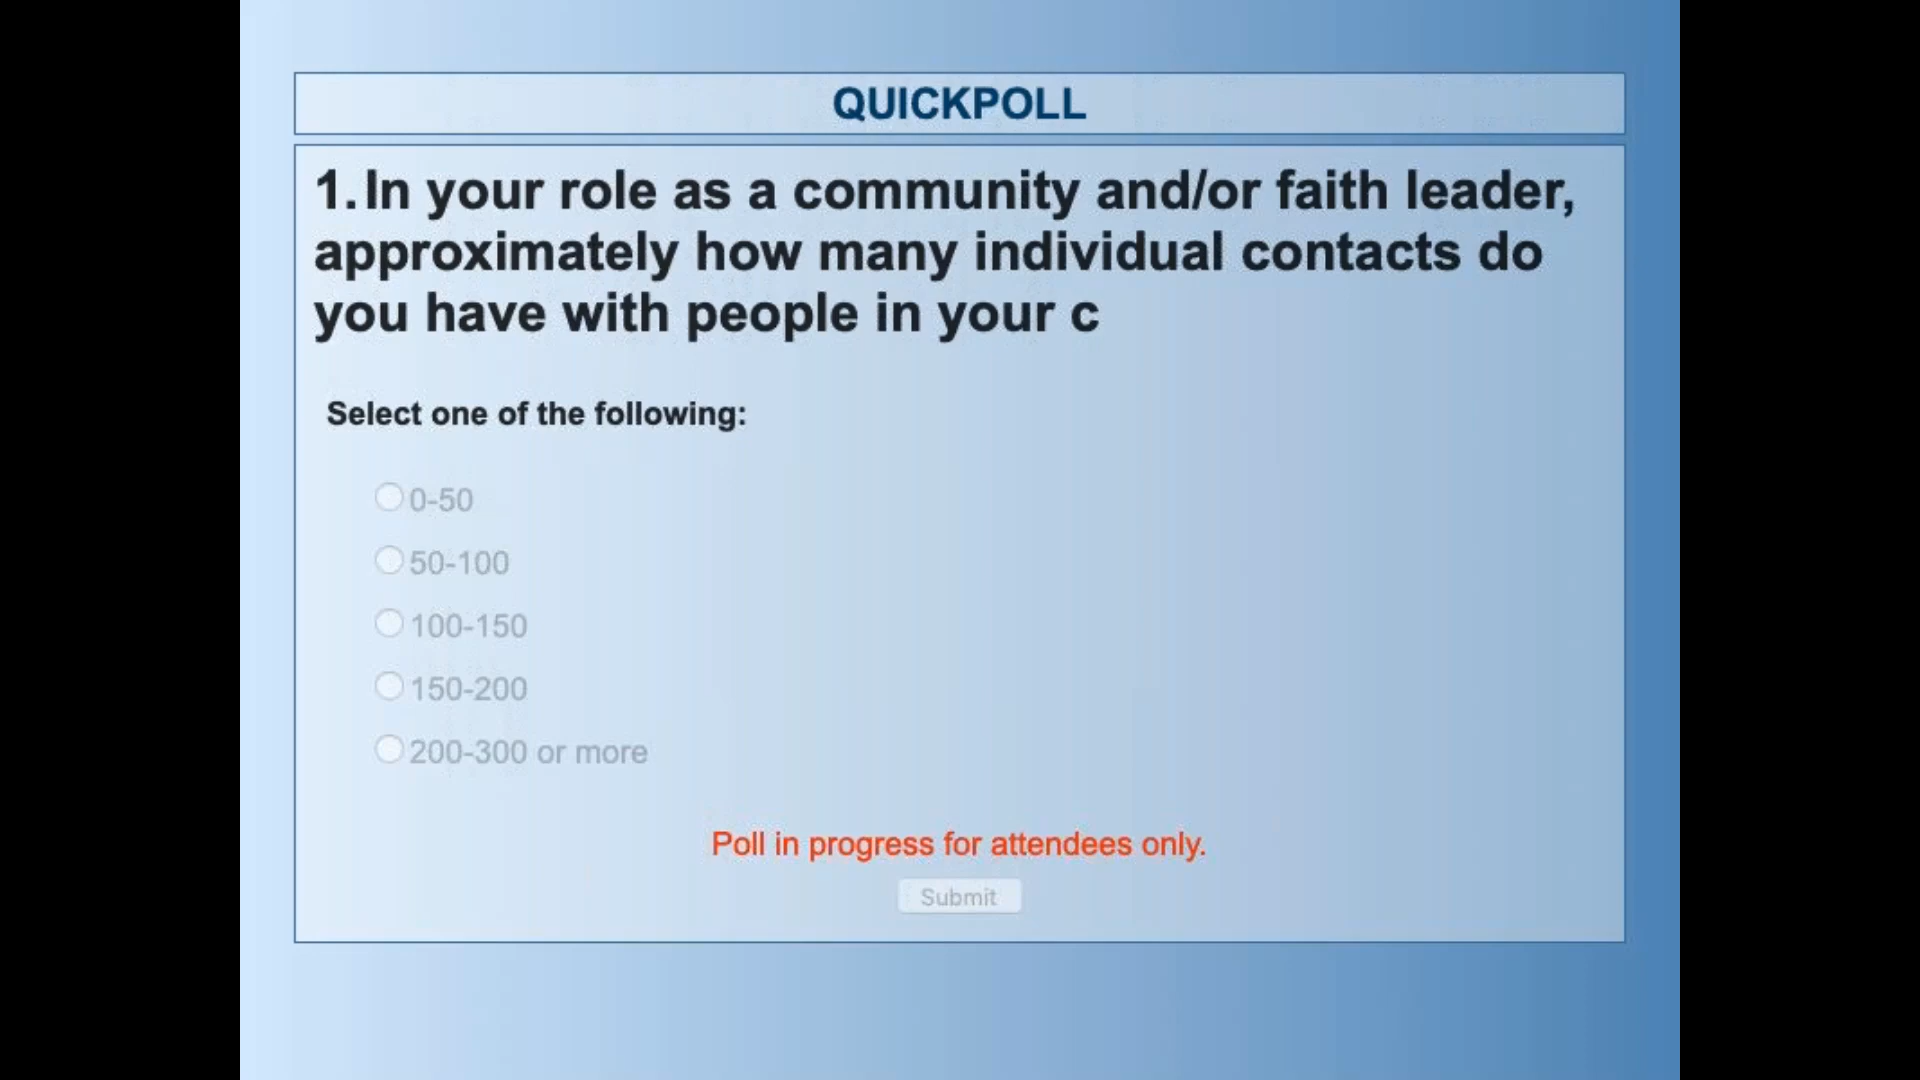 QUICKPOLL
1. In your role as a community and/or faith leader,
approximately how many individual contacts do
you have with people in your c
Select one of the following:
0-50
50-100
100-150
150-200
200-300 or more
Poll in progress for attendees only.
Submit